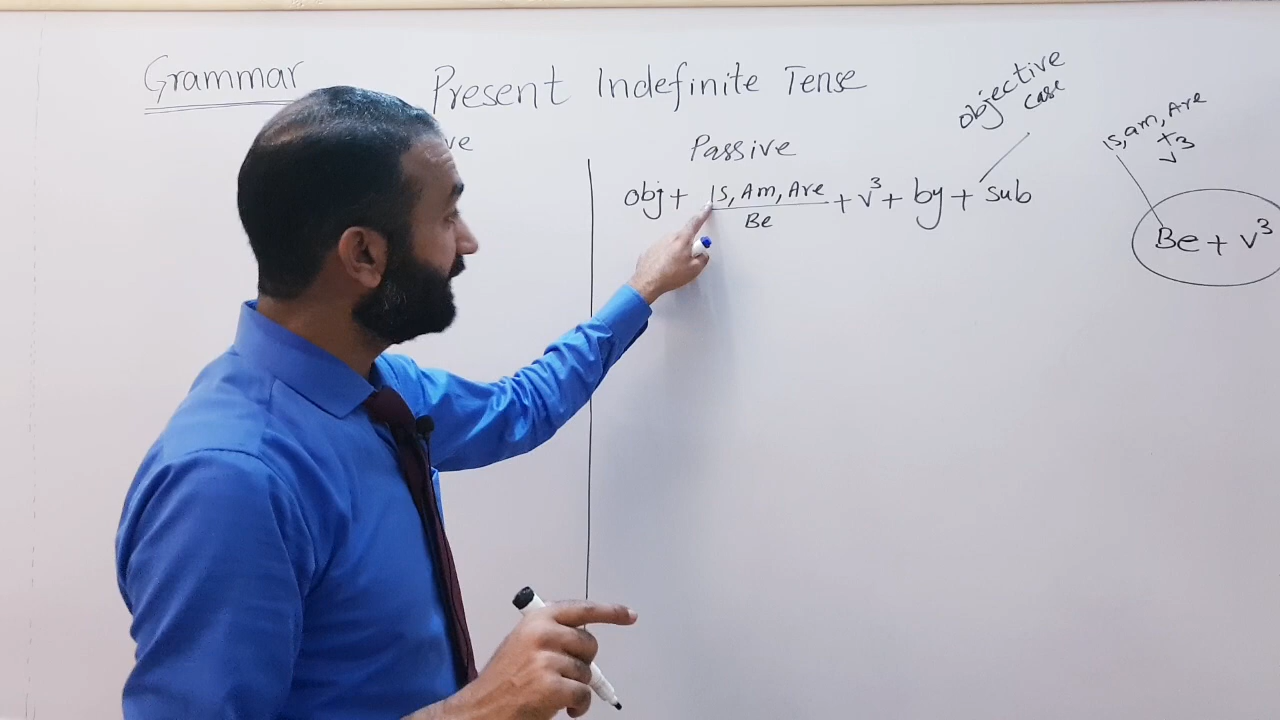 Grammar
Present Indefinite Tense
ve
Passive
obj + Is, Am, Are + v³ + by + sub
Be
objective
case
Is, am, Are
+
v3
Be + v³